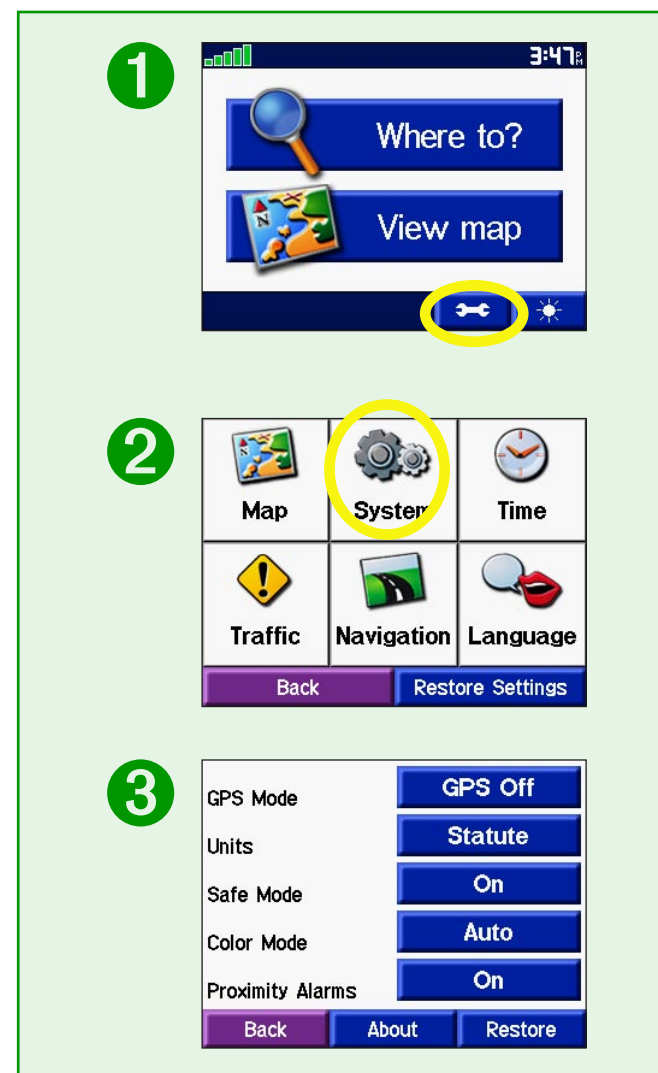 1
3:47PM
Where to?
N
View map
2
N
Map System Time
Traffic Navigation Language
Back Restore Settings
3
GPS Mode GPS Off
Units Statute
Safe Mode On
Color Mode Auto
Proximity Alarms On
Back About Restore